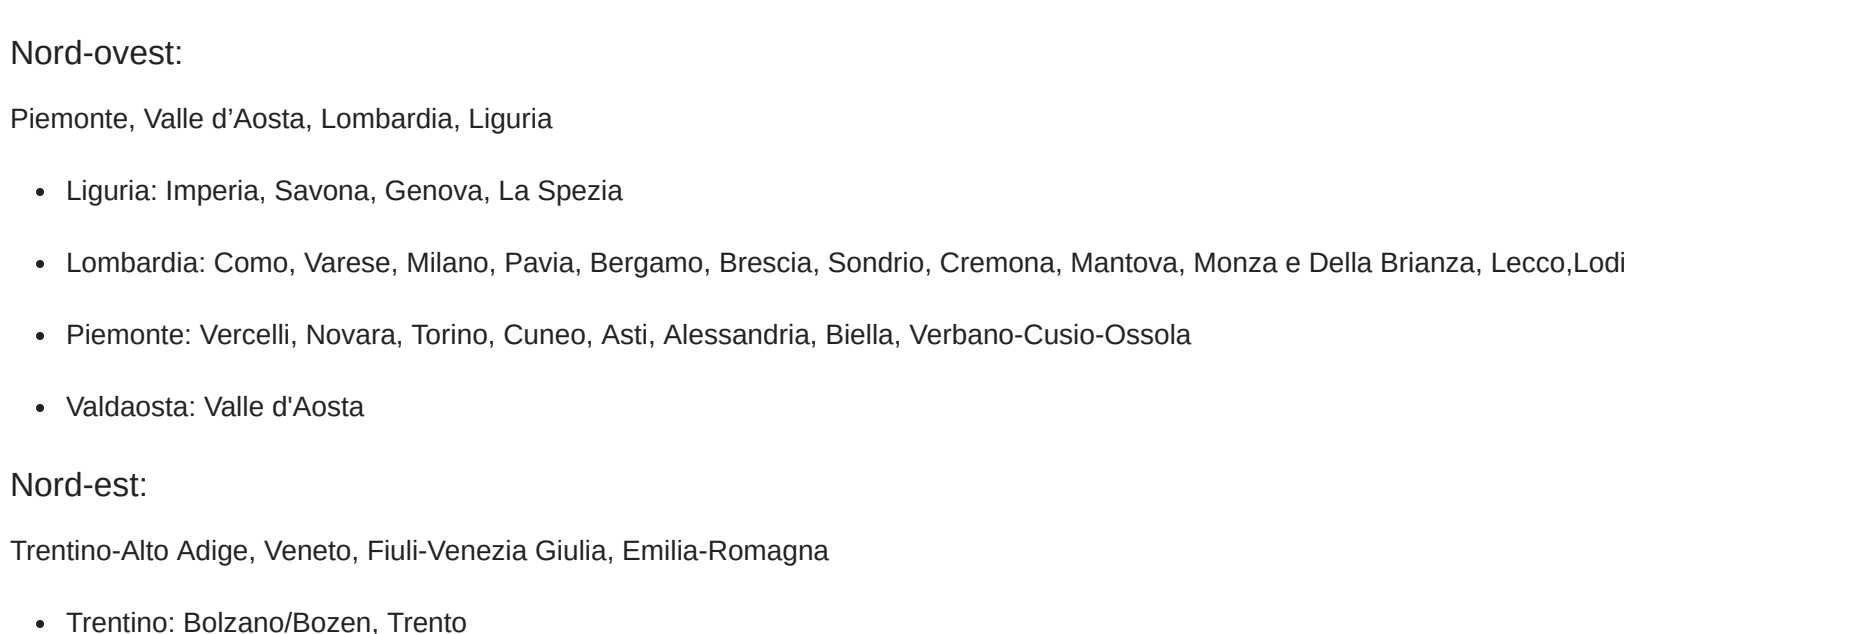 Nord-ovest:
Piemonte, Valle d’Aosta, Lombardia, Liguria
• Liguria: Imperia, Savona, Genova, La Spezia
• Lombardia: Como, Varese, Milano, Pavia, Bergamo, Brescia, Sondrio, Cremona, Mantova, Monza e Della Brianza, Lecco,Lodi
• Piemonte: Vercelli, Novara, Torino, Cuneo, Asti, Alessandria, Biella, Verbano-Cusio-Ossola
• Valdaosta: Valle d'Aosta
Nord-est:
Trentino-Alto Adige, Veneto, Fiuli-Venezia Giulia, Emilia-Romagna
• Trentino: Bolzano/Bozen, Trento